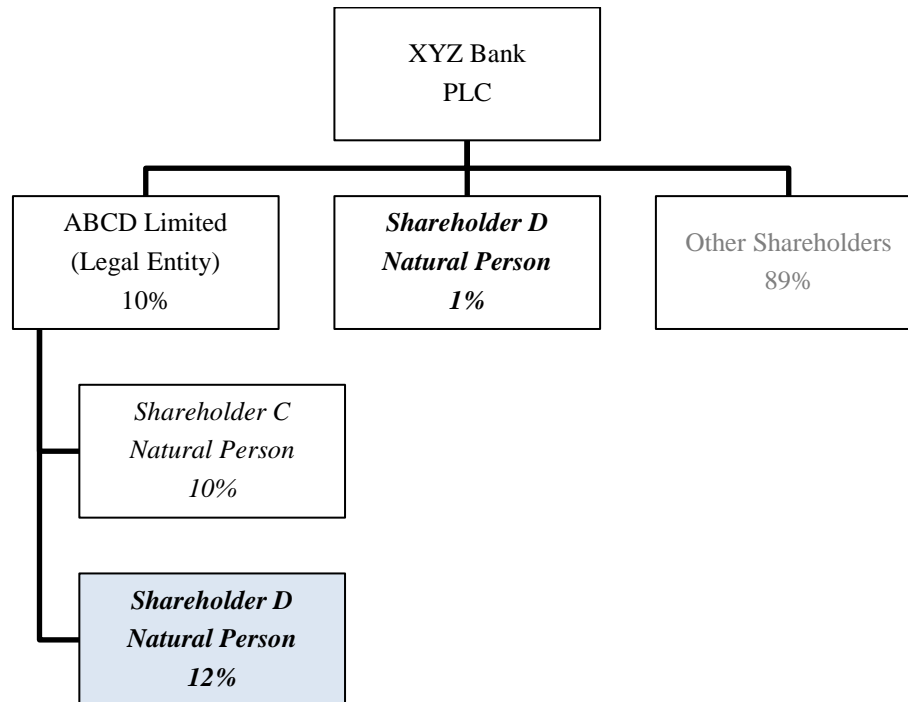 XYZ Bank
PLC
ABCD Limited
(Legal Entity)
10%
Shareholder D
Natural Person
1%
Other Shareholders
89%
Shareholder C
Natural Person
10%
Shareholder D
Natural Person
12%